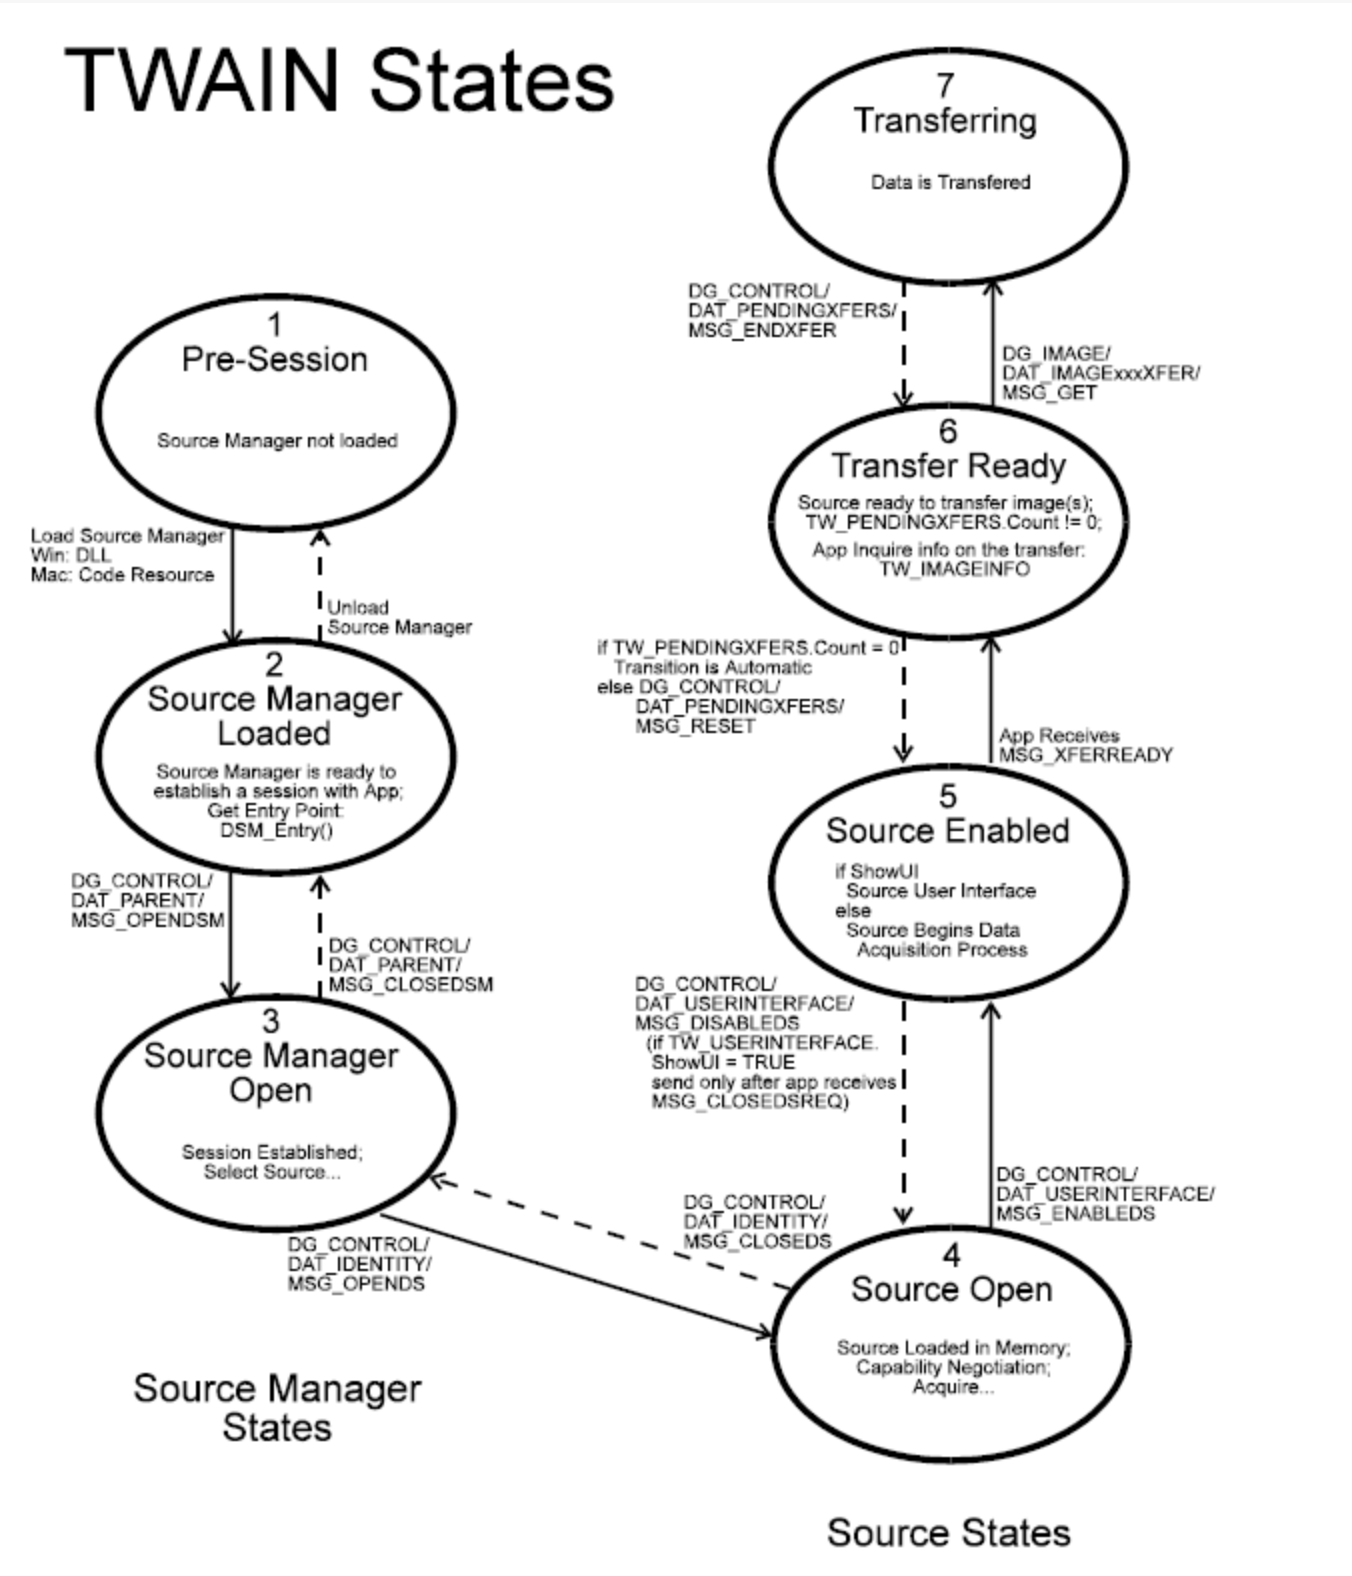 TWAIN States
1
Pre-Session
Source Manager not loaded
Load Source Manager
Win: DLL
Mac: Code Resource
Unload
Source Manager
2
Source Manager
Loaded
Source Manager is ready to
establish a session with App;
Get Entry Point:
DSM_Entry()
DG_CONTROL/
DAT_PARENT/
MSG_OPENDSM
DG_CONTROL/
DAT_PARENT/
MSG_CLOSEDSM
3
Source Manager
Open
Session Established;
Select Source...
DG_CONTROL/
DAT_IDENTITY/
MSG_OPENDS
Source Manager
States
7
Transferring
Data is Transfered
DG_CONTROL/
DAT_PENDINGXFERS/
MSG_ENDXFER
DG_IMAGE/
DAT_IMAGExxxXFER/
MSG_GET
6
Transfer Ready
Source ready to transfer image(s);
TW_PENDINGXFERS.Count != 0;
App Inquire info on the transfer:
TW_IMAGEINFO
if TW_PENDINGXFERS.Count = 0
Transition is Automatic
else DG_CONTROL/
DAT_PENDINGXFERS/
MSG_RESET
App Receives
MSG_XFERREADY
5
Source Enabled
if ShowUI
Source User Interface
else
Source Begins Data
Acquisition Process
DG_CONTROL/
DAT_USERINTERFACE/
MSG_DISABLEDS
(if TW_USERINTERFACE.
ShowUI = TRUE
send only after app receives
MSG_CLOSEDSREQ)
DG_CONTROL/
DAT_USERINTERFACE/
MSG_ENABLEDS
DG_CONTROL/
DAT_IDENTITY/
MSG_CLOSEDS
4
Source Open
Source Loaded in Memory;
Capability Negotiation;
Acquire...
Source States